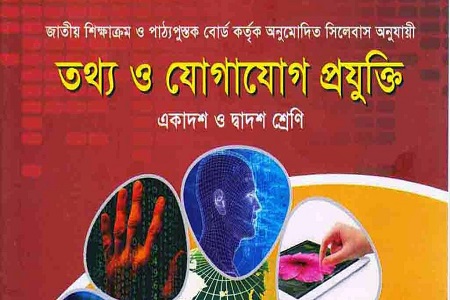 জাতীয় শিক্ষাক্রম ও পাঠ্যপুস্তক বোর্ড কর্তৃক অনুমোদিত সিলেবাস অনুযায়ী
তথ্য ও যোগাযোগ প্রযুক্তি
একাদশ ও দ্বাদশ শ্রেণি